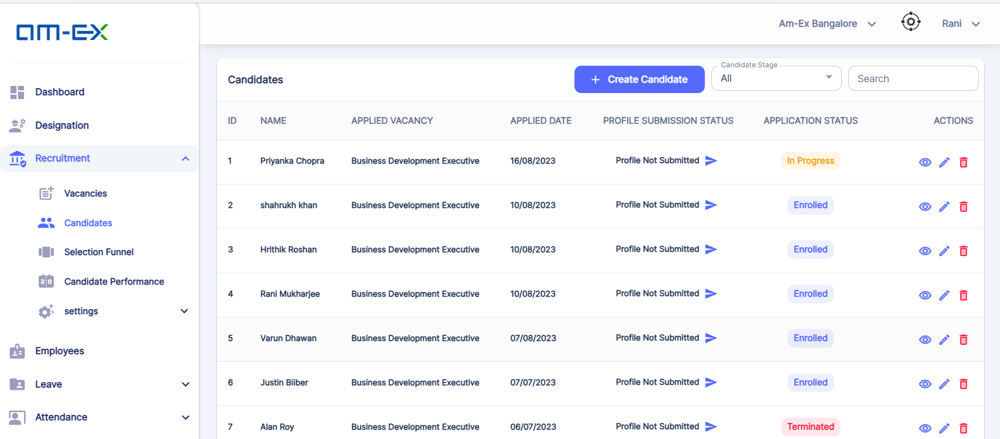 am-ex
Am-Ex Bangalore
Rani
Dashboard
Designation
Recruitment
Vacancies
Candidates
Selection Funnel
2:0
Candidate Performance
settings
Employees
Leave
Attendance
Candidates
+ Create Candidate
Candidate Stage
All
Search
ID NAME APPLIED VACANCY APPLIED DATE PROFILE SUBMISSION STATUS APPLICATION STATUS ACTIONS
1 Priyanka Chopra Business Development Executive 16/08/2023 Profile Not Submitted In Progress
2 shahrukh khan Business Development Executive 10/08/2023 Profile Not Submitted Enrolled
3 Hrithik Roshan Business Development Executive 10/08/2023 Profile Not Submitted Enrolled
4 Rani Mukharjee Business Development Executive 10/08/2023 Profile Not Submitted Enrolled
5 Varun Dhawan Business Development Executive 07/08/2023 Profile Not Submitted Enrolled
6 Justin Biiber Business Development Executive 07/07/2023 Profile Not Submitted Enrolled
7 Alan Roy Business Development Executive 06/07/2023 Profile Not Submitted Terminated